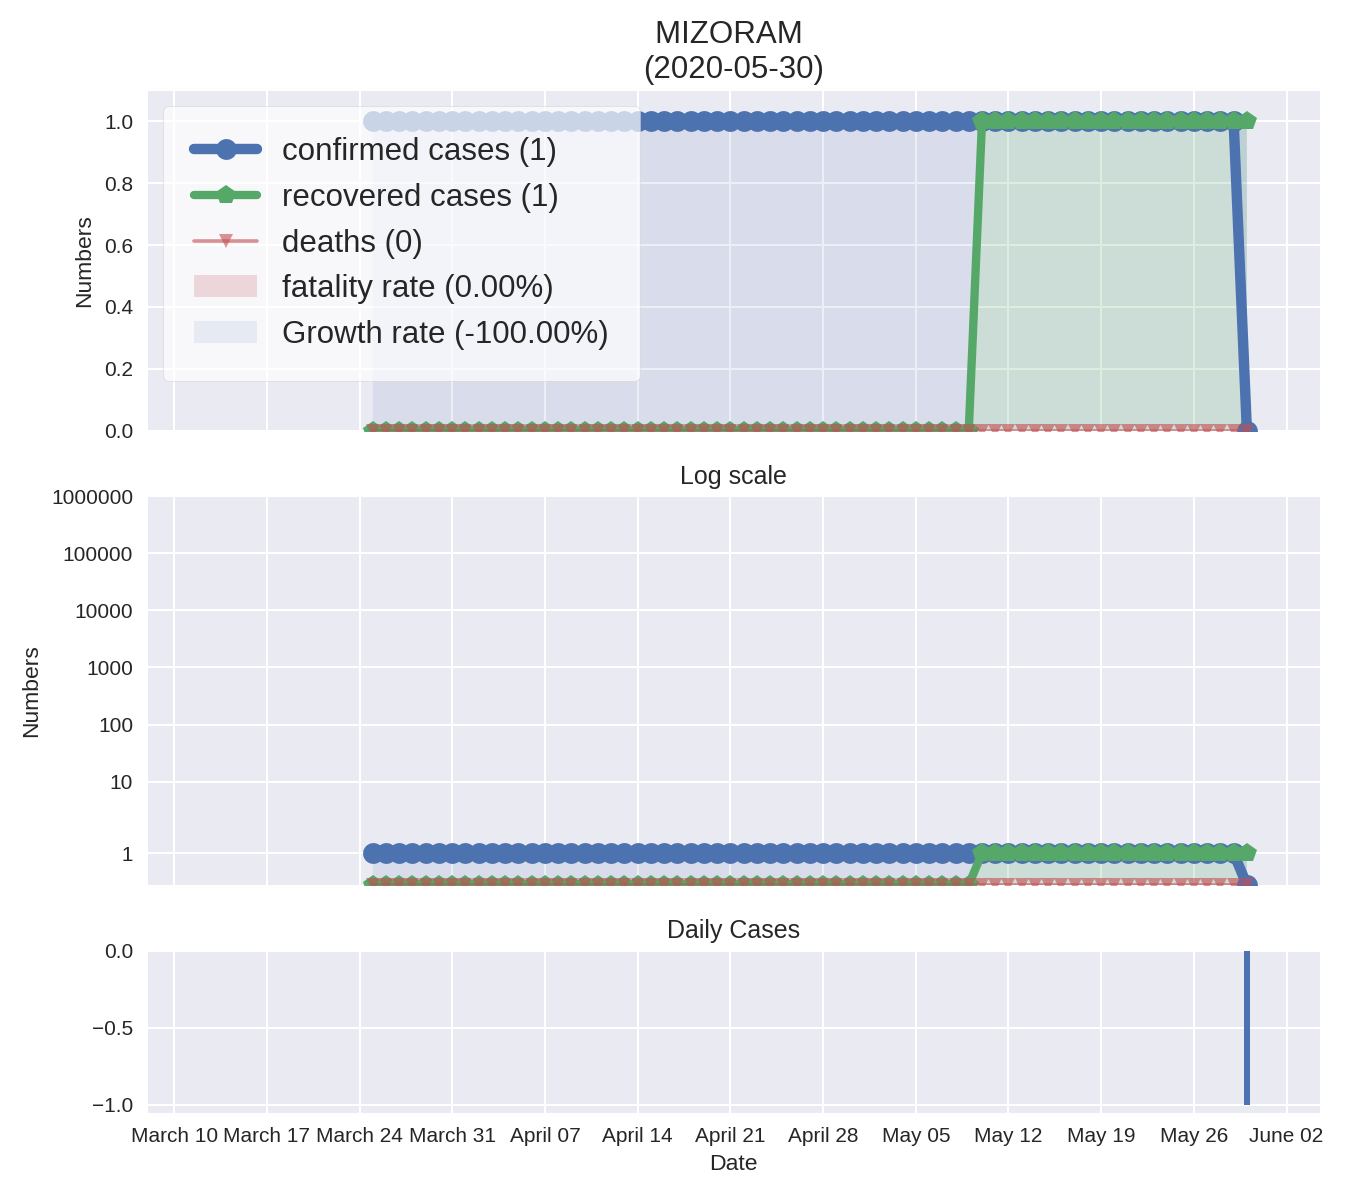 MIZORAM
(2020-05-30)
1.0
0.8
0.6
0.4
0.2
0.0
Numbers
confirmed cases (1)
recovered cases (1)
deaths (0)
fatality rate (0.00%)
Growth rate (-100.00%)
Log scale
1000000
100000
10000
1000
100
10
1
Numbers
Daily Cases
0.0
−0.5
−1.0
March 10 March 17 March 24 March 31 April 07 April 14 April 21 April 28 May 05 May 12 May 19 May 26 June 02
Date